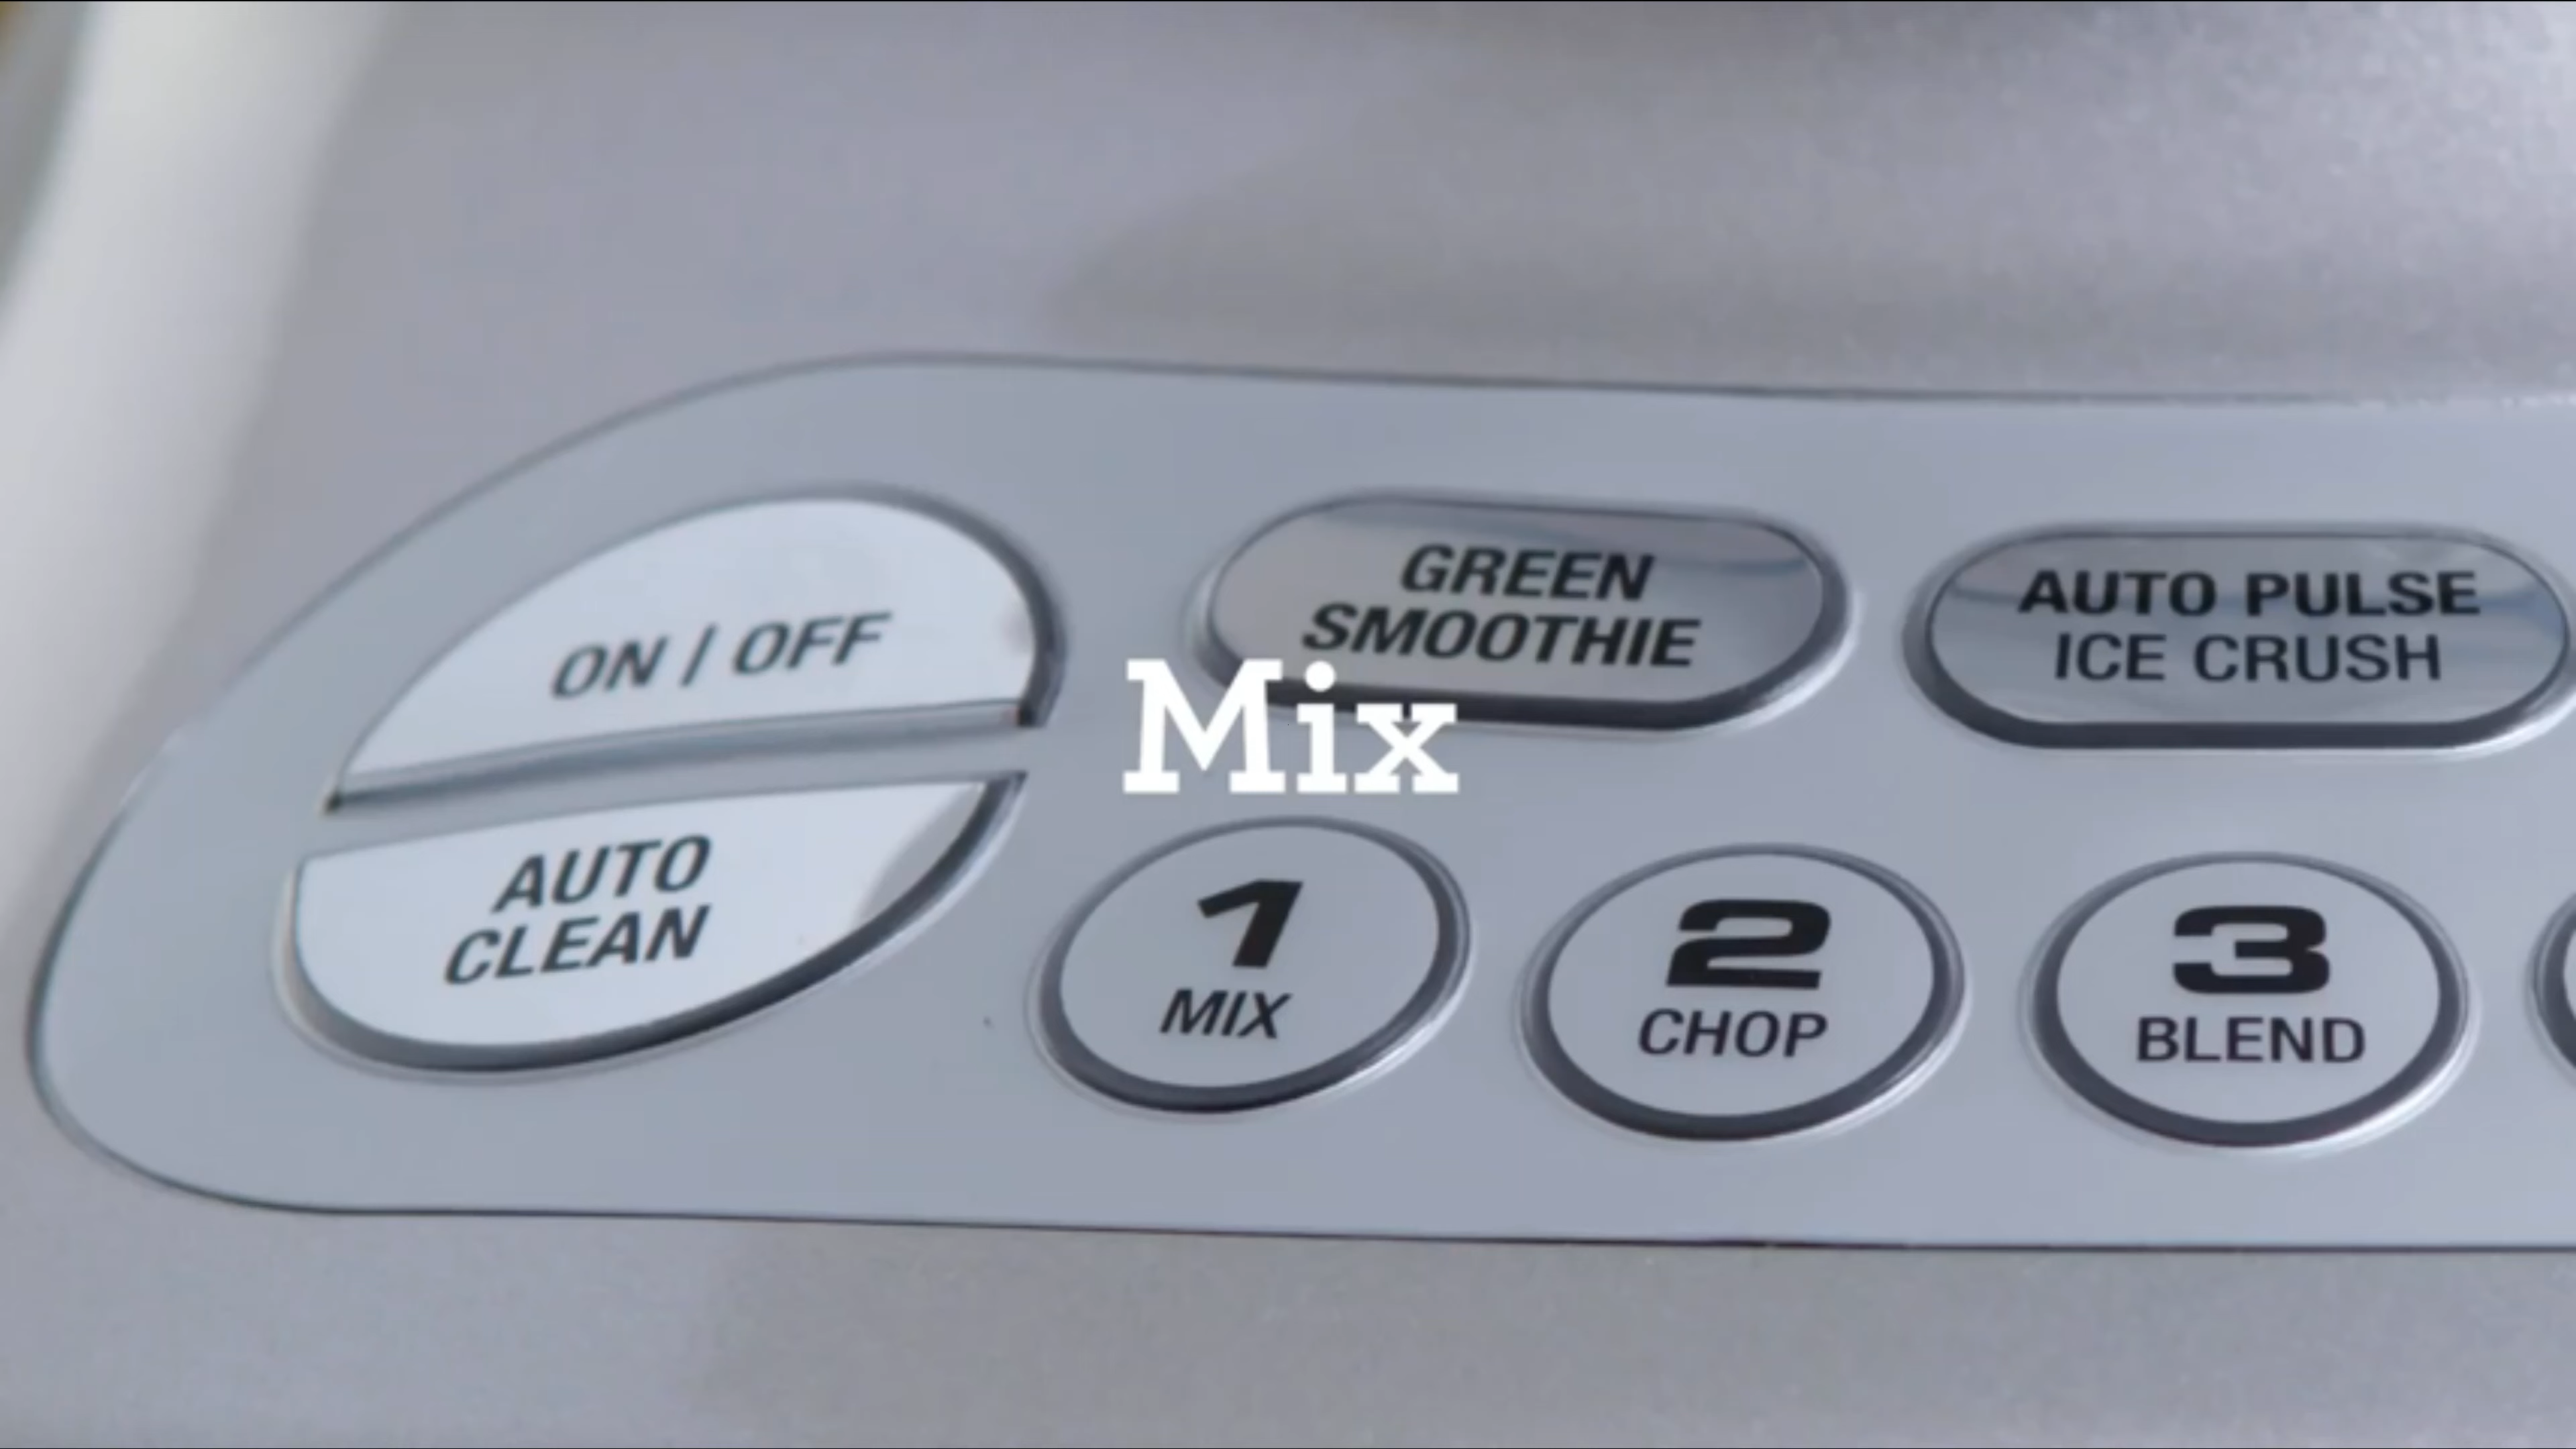 ON / OFF
AUTO
CLEAN
GREEN
SMOOTHIE
AUTO PULSE
ICE CRUSH
Mix
1
MIX
2
CHOP
3
BLEND